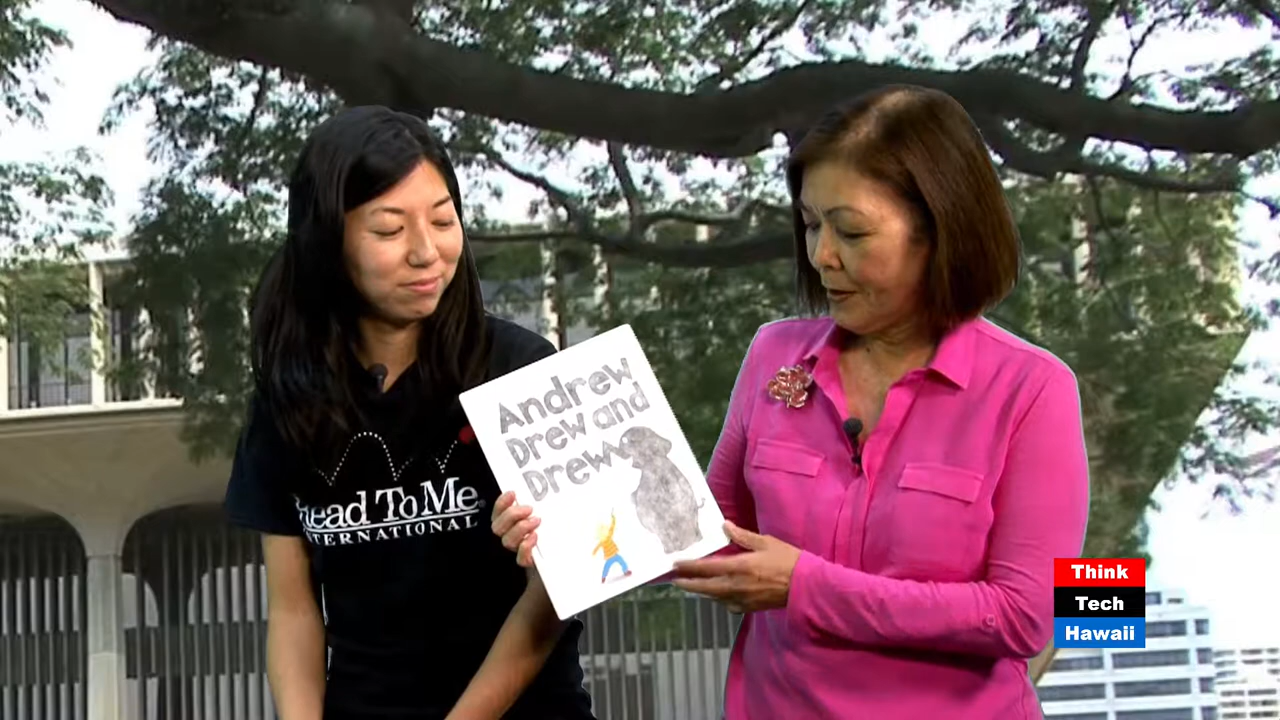 Andrew
Drew and
Drew
Read To Me
INTERNATIONAL
Think
Tech
Hawaii